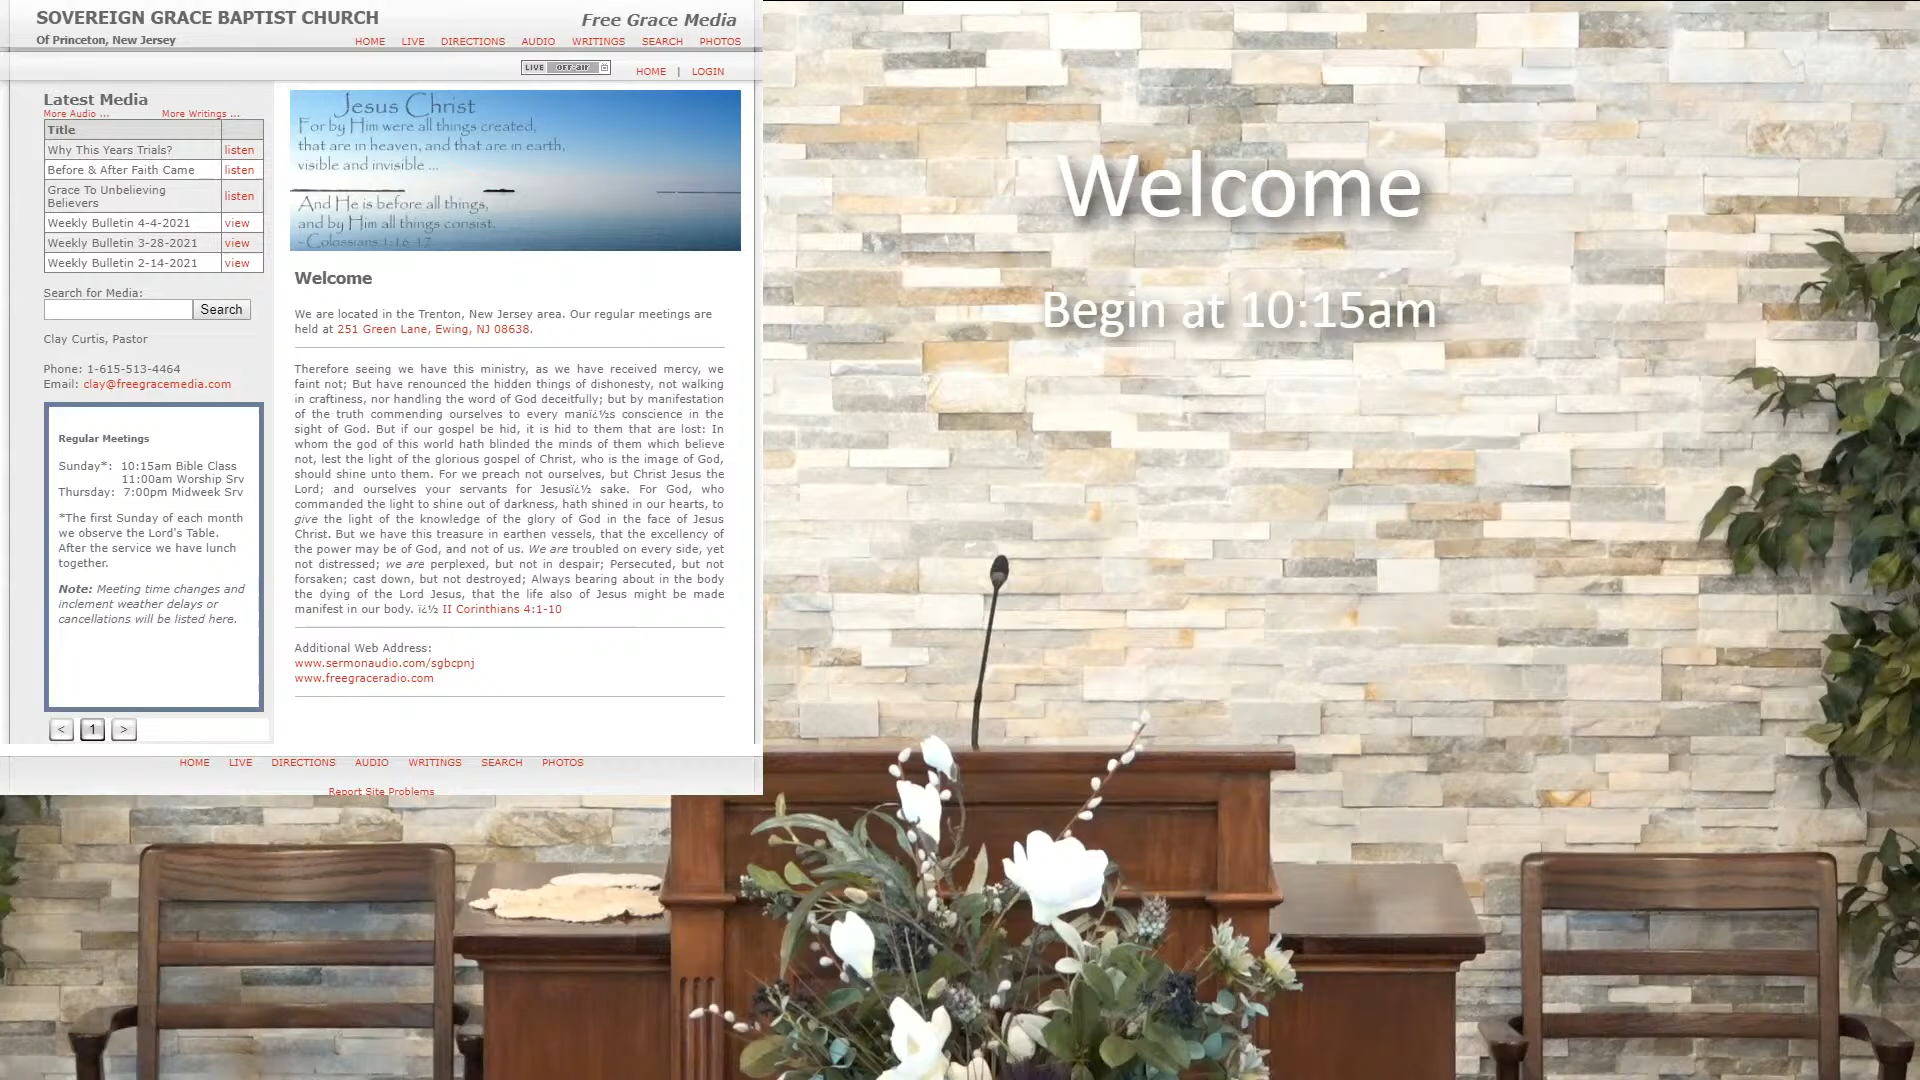 SOVEREIGN GRACE BAPTIST CHURCH
Of Princeton, New Jersey
Free Grace Media
HOME LIVE DIRECTIONS AUDIO WRITINGS SEARCH PHOTOS
LIVE OFF-AIR
HOME | LOGIN
Latest Media
More Audio ... More Writings ...
Title
Why This Years Trials? listen
Before & After Faith Came listen
Grace To Unbelieving
Believers listen
Weekly Bulletin 4-4-2021 view
Weekly Bulletin 3-28-2021 view
Weekly Bulletin 2-14-2021 view
Search for Media:
Search
Clay Curtis, Pastor
Phone: 1-615-513-4464
Email: clay@freegracemedia.com
Regular Meetings
Sunday*: 10:15am Bible Class
11:00am Worship Srv
Thursday: 7:00pm Midweek Srv
*The first Sunday of each month
we observe the Lord's Table.
After the service we have lunch
together.
Note: Meeting time changes and
inclement weather delays or
cancellations will be listed here.
< 1 >
Jesus Christ
For by Him were all things created,
that are in heaven, and that are in earth,
visible and invisible ...
And He is before all things,
and by Him all things consist.
~Colossians 1:16-17
Welcome
We are located in the Trenton, New Jersey area. Our regular meetings are
held at 251 Green Lane, Ewing, NJ 08638.
Therefore seeing we have this ministry, as we have received mercy, we
faint not; But have renounced the hidden things of dishonesty, not walking
in craftiness, nor handling the word of God deceitfully; but by manifestation
of the truth commending ourselves to every manï¿½s conscience in the
sight of God. But if our gospel be hid, it is hid to them that are lost: In
whom the god of this world hath blinded the minds of them which believe
not, lest the light of the glorious gospel of Christ, who is the image of God,
should shine unto them. For we preach not ourselves, but Christ Jesus the
Lord; and ourselves your servants for Jesusï¿½ sake. For God, who
commanded the light to shine out of darkness, hath shined in our hearts, to
give the light of the knowledge of the glory of God in the face of Jesus
Christ. But we have this treasure in earthen vessels, that the excellency of
the power may be of God, and not of us. We are troubled on every side, yet
not distressed; we are perplexed, but not in despair; Persecuted, but not
forsaken; cast down, but not destroyed; Always bearing about in the body
the dying of the Lord Jesus, that the life also of Jesus might be made
manifest in our body. ï¿½ II Corinthians 4:1-10
Additional Web Address:
www.sermonaudio.com/sgbcpnj
www.freegraceradio.com
HOME LIVE DIRECTIONS AUDIO WRITINGS SEARCH PHOTOS
Report Site Problems
Welcome
Begin at 10:15am